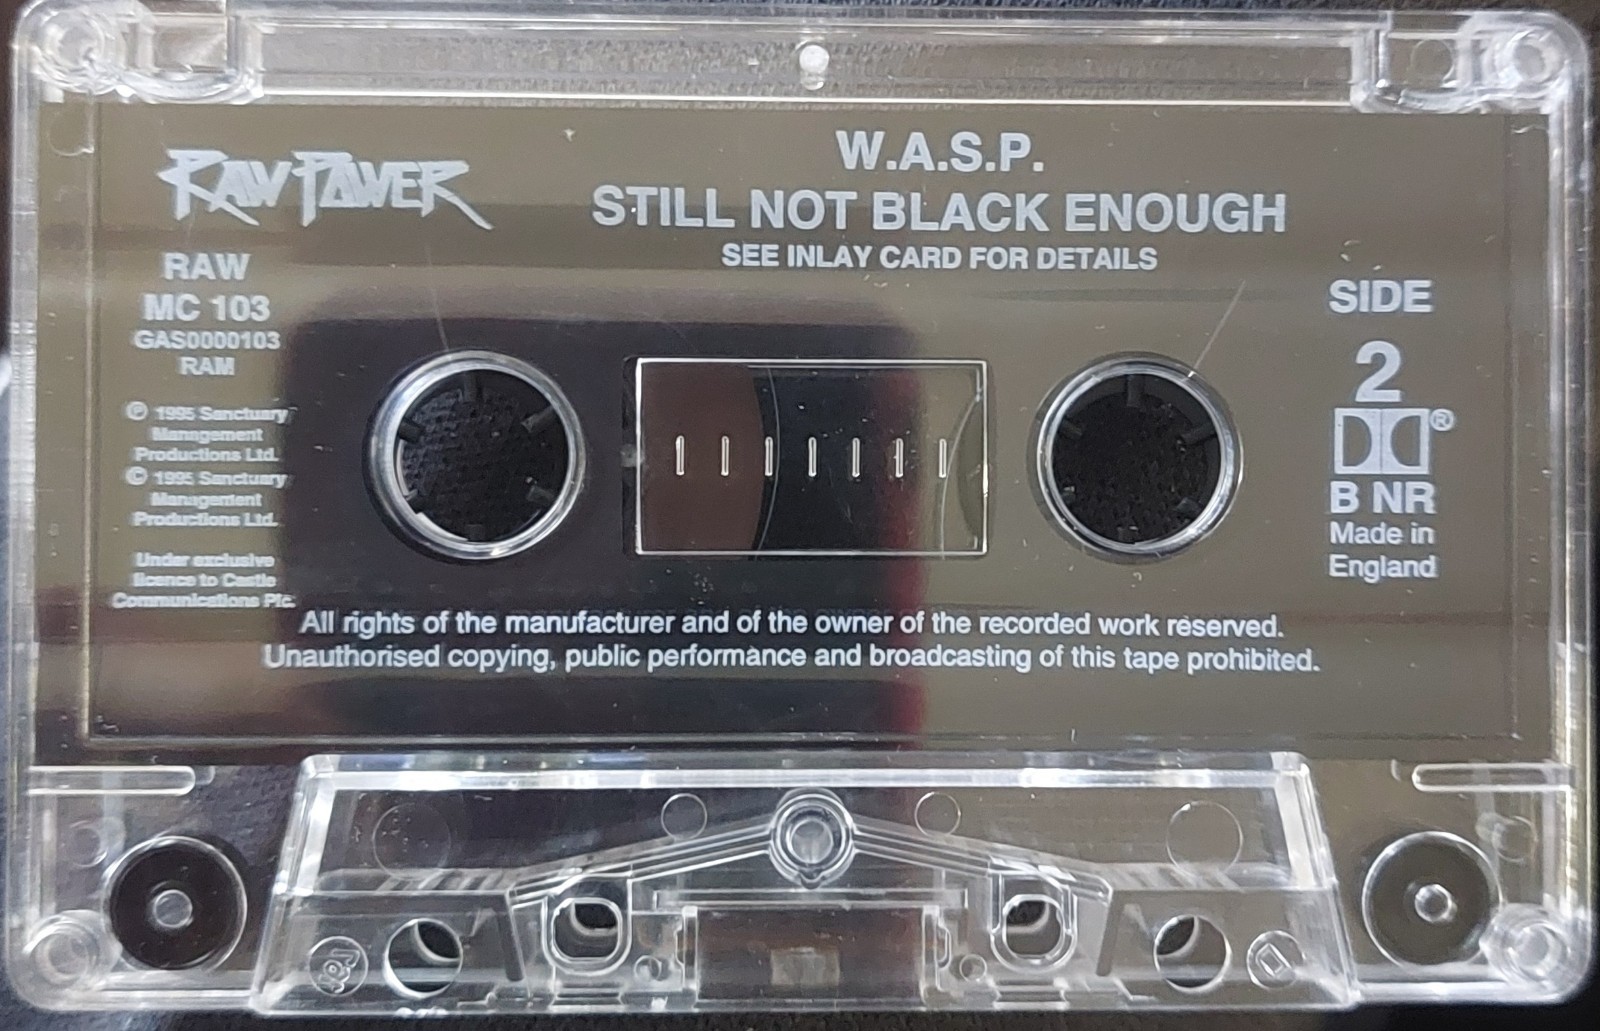 RAW POWER
W.A.S.P.
STILL NOT BLACK ENOUGH
SEE INLAY CARD FOR DETAILS
RAW
MC 103
GAS0000103
RAM
℗ 1995 Sanctuary
Management
Productions Ltd.
© 1995 Sanctuary
Management
Productions Ltd.
Under exclusive
licence to Castle
Communications Plc.
SIDE
2
®
B NR
Made in
England
All rights of the manufacturer and of the owner of the recorded work reserved.
Unauthorised copying, public performance and broadcasting of this tape prohibited.